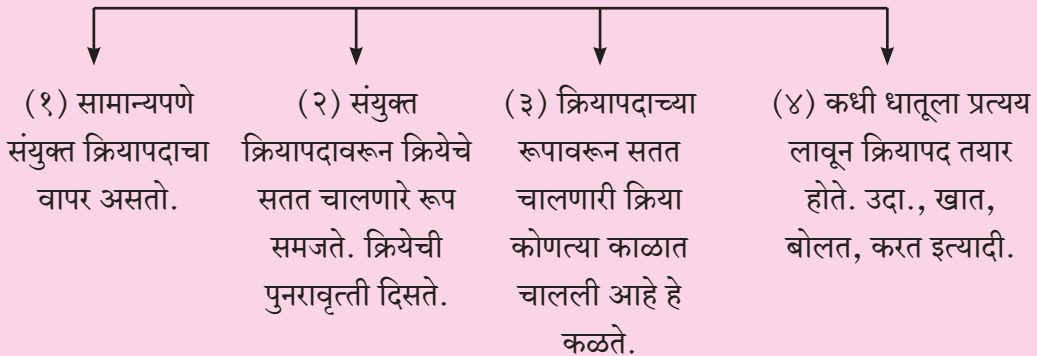 (१) सामान्यपणे
संयुक्त क्रियापदाचा
वापर असतो.
(२) संयुक्त
क्रियापदावरून क्रियेचे
सतत चालणारे रूप
समजते. क्रियेची
पुनरावृत्ती दिसते.
(३) क्रियापदाच्या
रूपावरून सतत
चालणारी क्रिया
कोणत्या काळात
चालली आहे हे
कळते.
(४) कधी धातूला प्रत्यय
लावून क्रियापद तयार
होते. उदा., खात,
बोलत, करत इत्यादी.